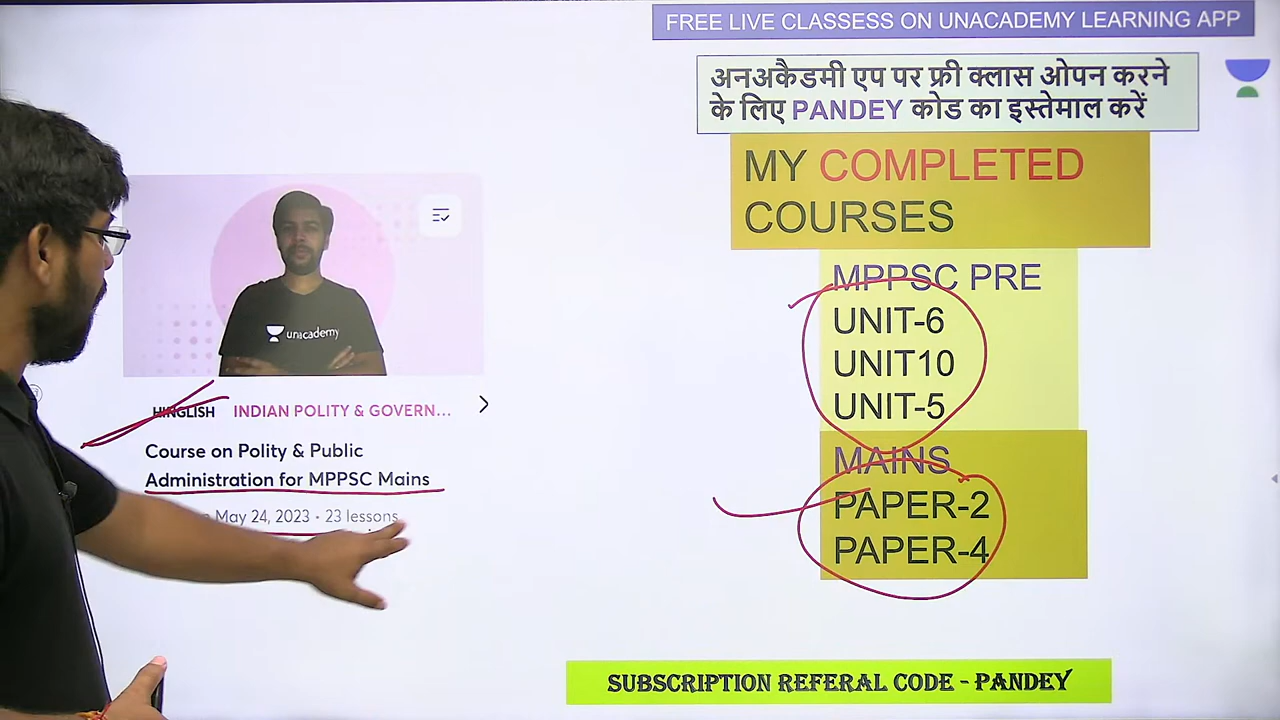 FREE LIVE CLASSESS ON UNACADEMY LEARNING APP
अनअकैडमी एप पर फ्री क्लास ओपन करने
के लिए PANDEY कोड का इस्तेमाल करें
MY COMPLETED
COURSES
MPPSC PRE
UNIT-6
UNIT10
UNIT-5
MAINS
PAPER-2
PAPER-4
unacademy
HINGLISH INDIAN POLITY & GOVERN...
Course on Polity & Public
Administration for MPPSC Mains
May 24, 2023 • 23 lessons
SUBSCRIPTION REFERAL CODE - PANDEY